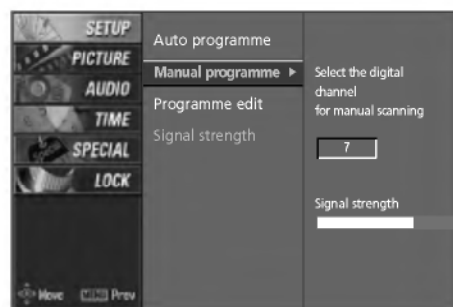 SETUP
PICTURE
AUDIO
TIME
SPECIAL
LOCK
Move MENU Prev
Auto programme
Manual programme
Programme edit
Signal strength
Select the digital
channel
for manual scanning
7
Signal strength